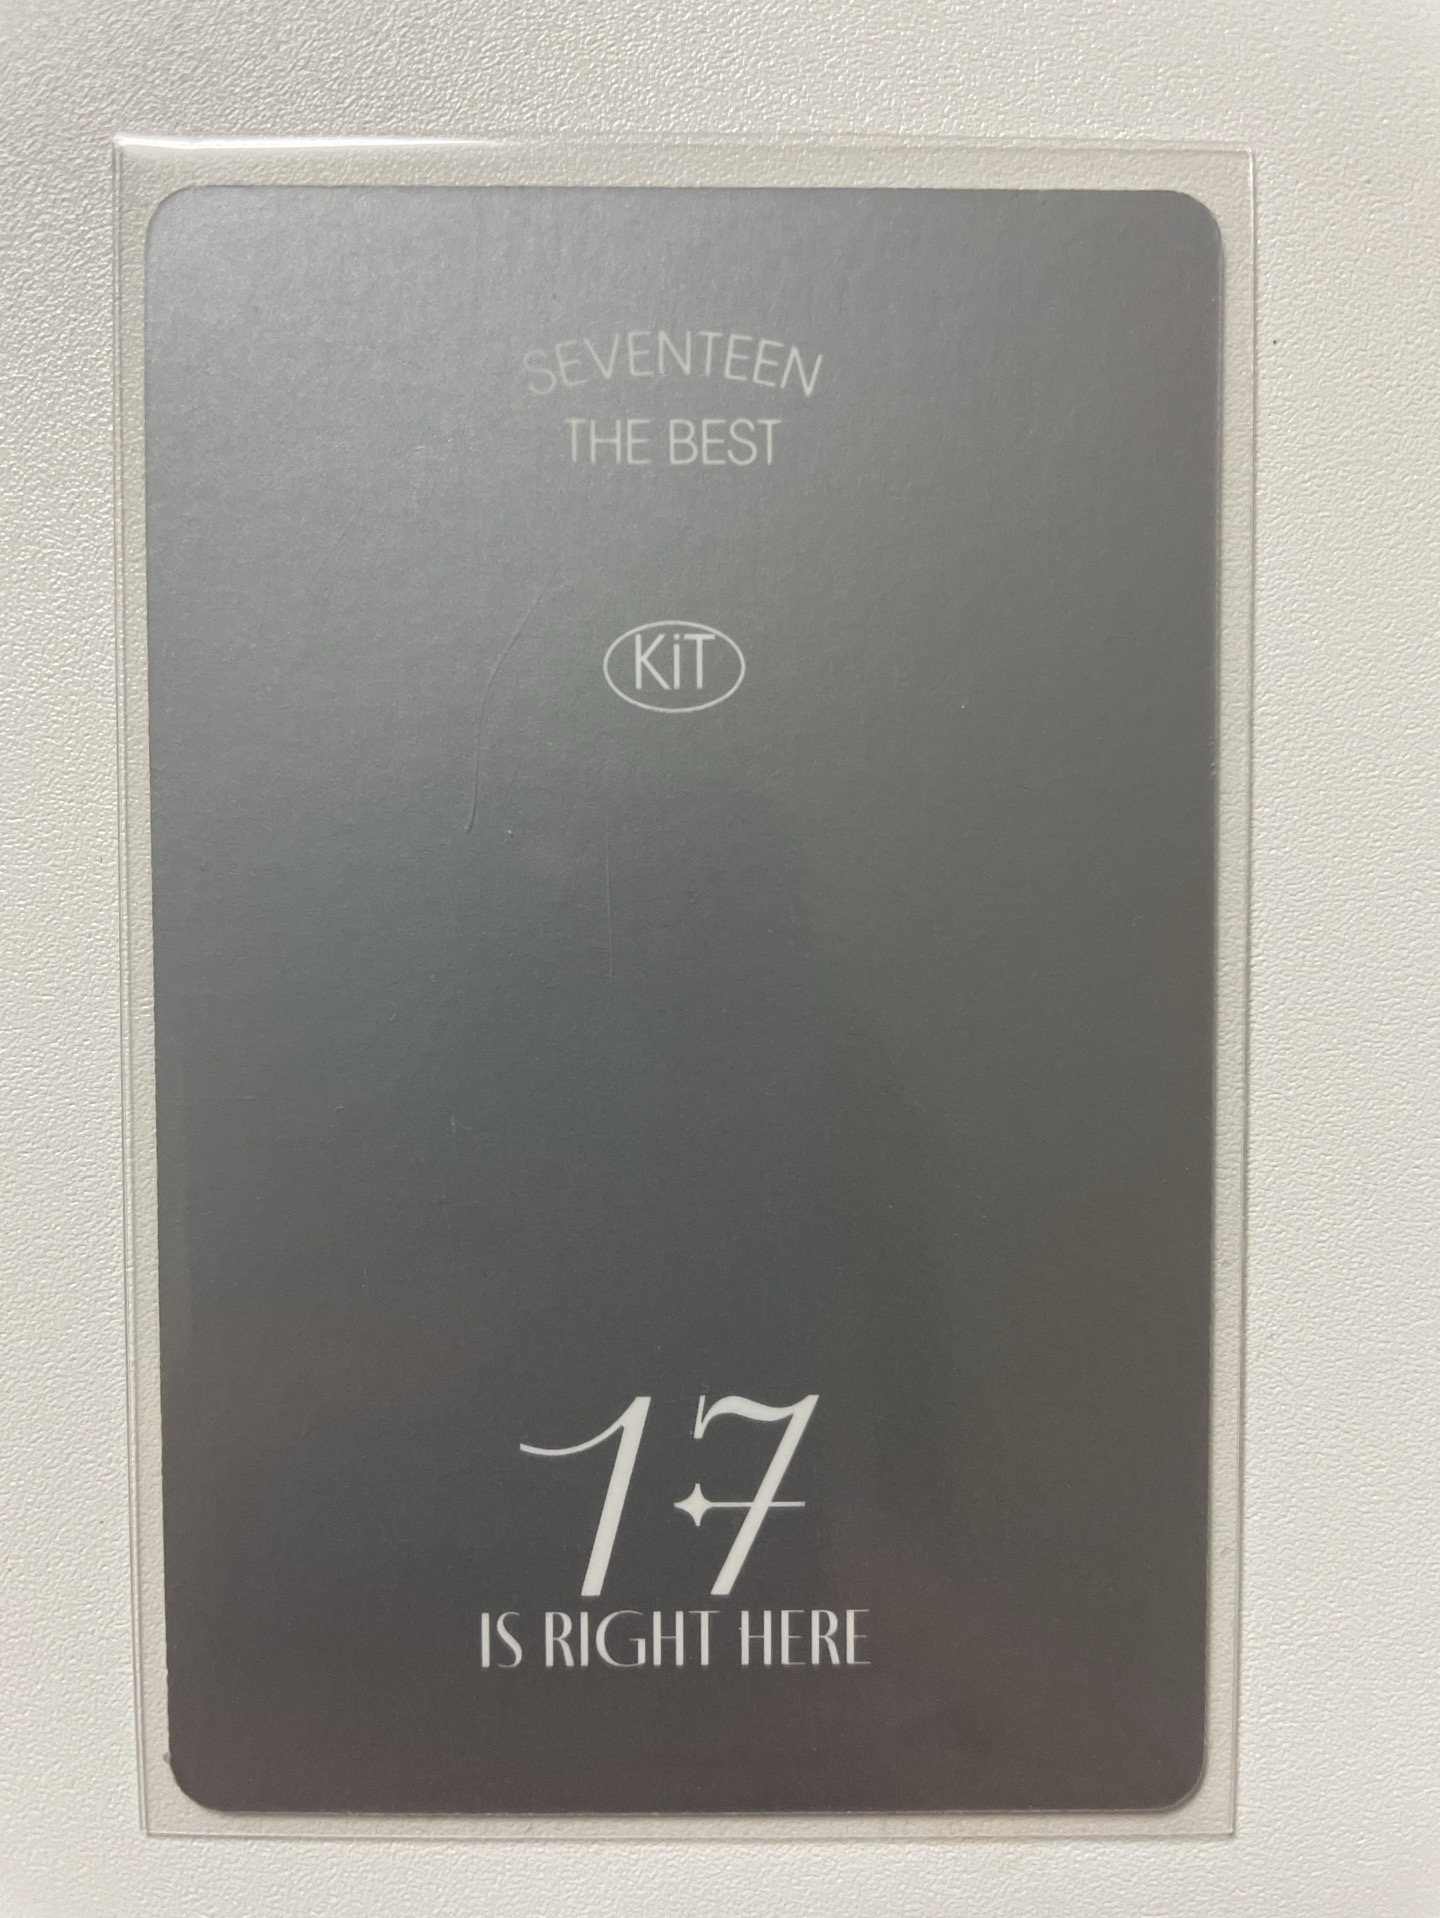 SEVENTEEN
THE BEST
KiT
17
IS RIGHT HERE